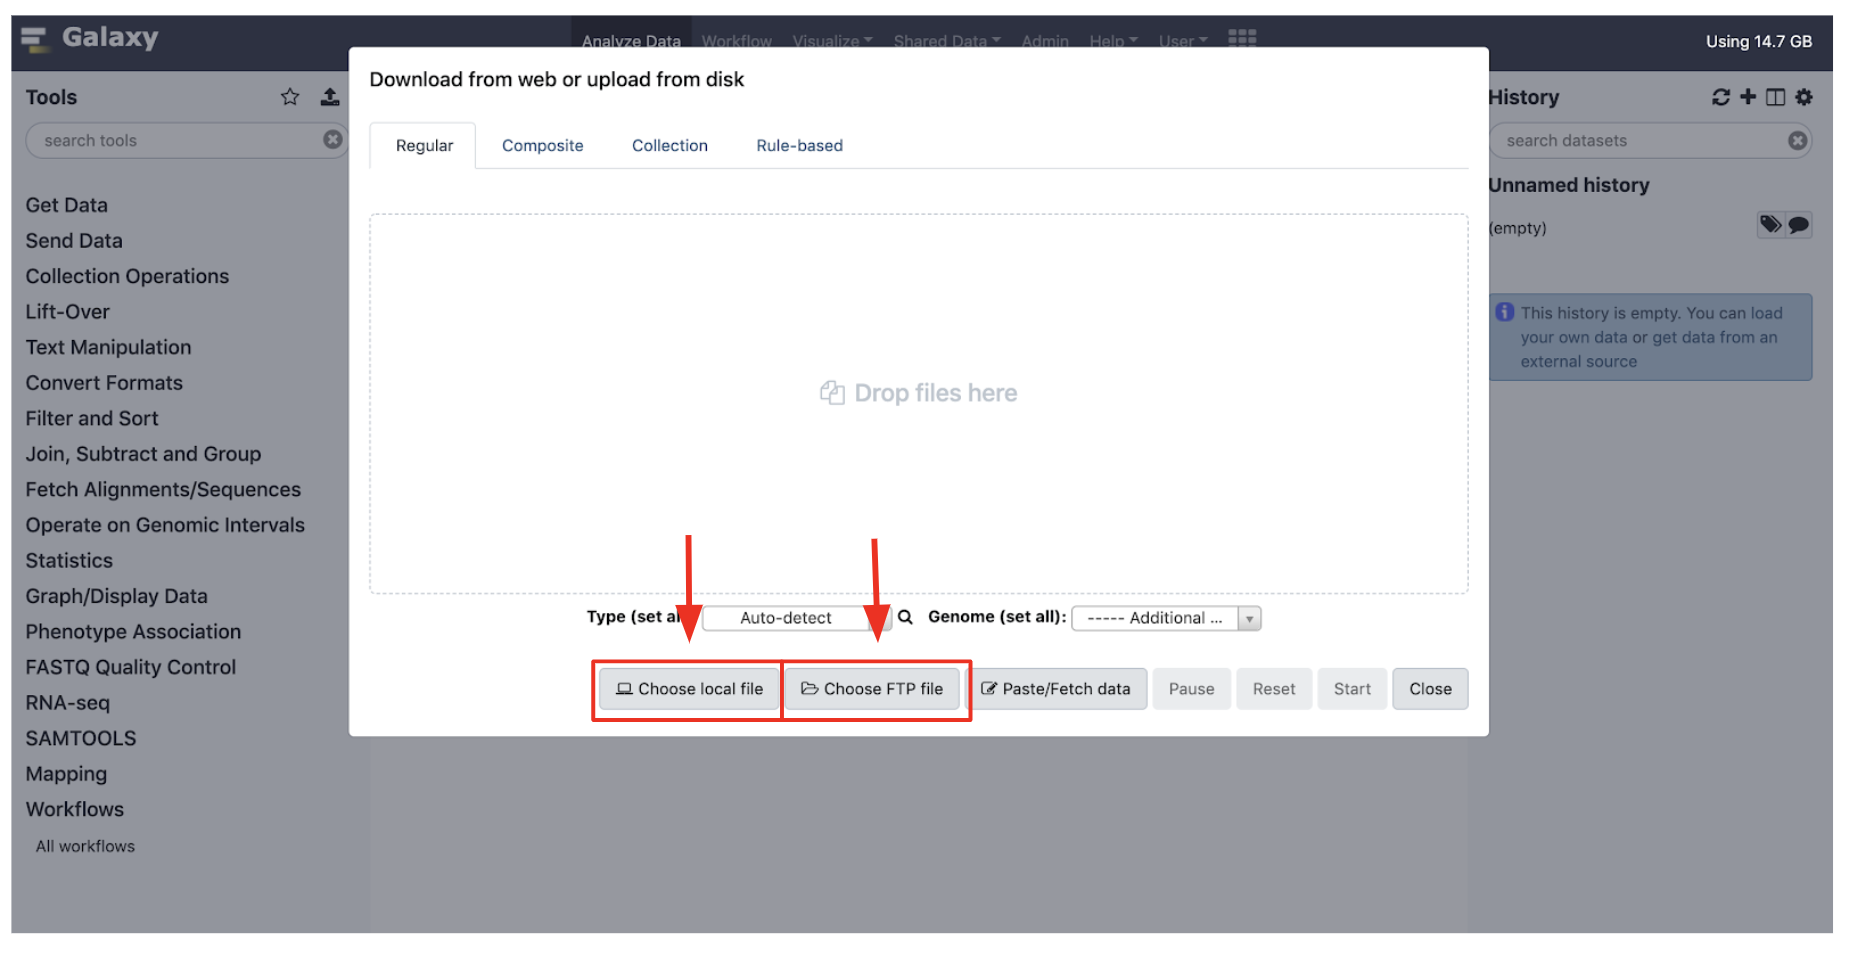 Galaxy
Analyze Data Workflow Visualize Shared Data Admin Help User
Using 14.7 GB
Tools
search tools
Get Data
Send Data
Collection Operations
Lift-Over
Text Manipulation
Convert Formats
Filter and Sort
Join, Subtract and Group
Fetch Alignments/Sequences
Operate on Genomic Intervals
Statistics
Graph/Display Data
Phenotype Association
FASTQ Quality Control
RNA-seq
SAMTOOLS
Mapping
Workflows
All workflows
Download from web or upload from disk
Regular Composite Collection Rule-based
Drop files here
Type (set al Auto-detect Genome (set all): ----- Additional ...
Choose local file Choose FTP file Paste/Fetch data Pause Reset Start Close
History
search datasets
Unnamed history
(empty)
This history is empty. You can load
your own data or get data from an
external source